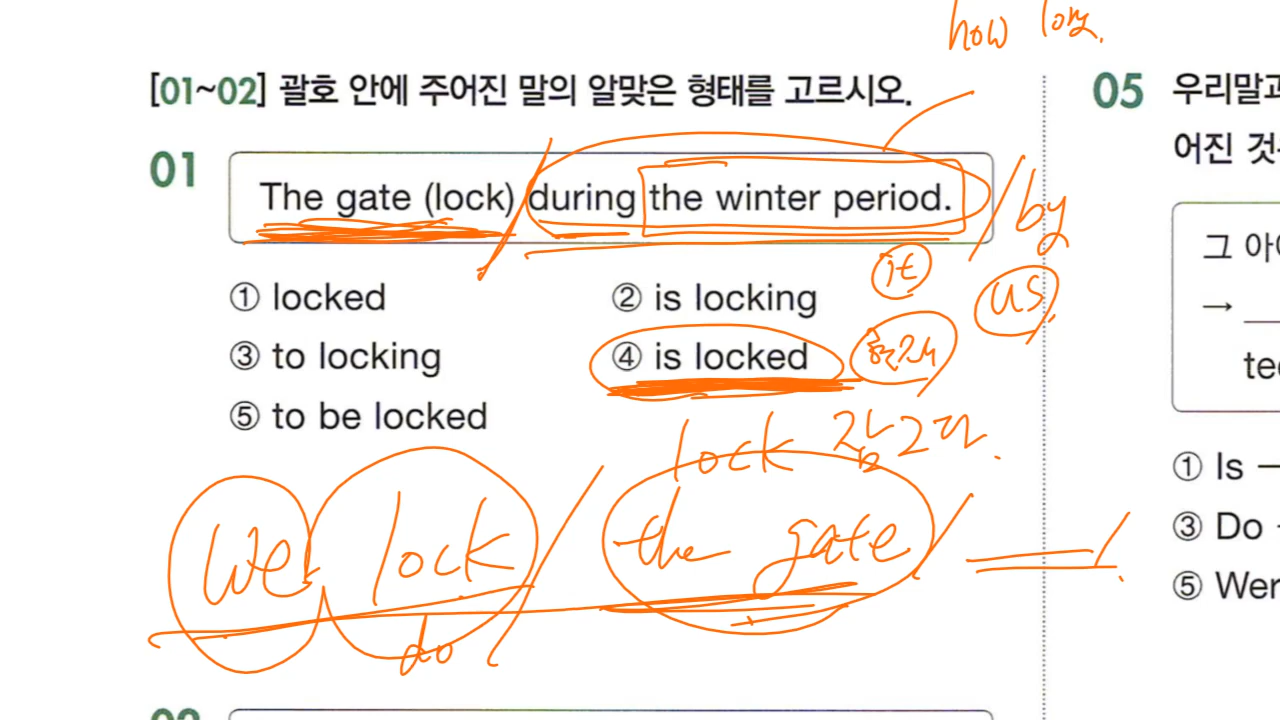 how long.
[01~02] 괄호 안에 주어진 말의 알맞은 형태를 고르시오.
01
The gate (lock) during the winter period.
/ by
us.
it
① locked
② is locking
③ to locking
④ is locked
현재
⑤ to be locked
lock 잠그다.
We lock / the gate /
do
05 우리말과
어진 것
그 아이
→
tea
① Is
③ Do
⑤ Wer